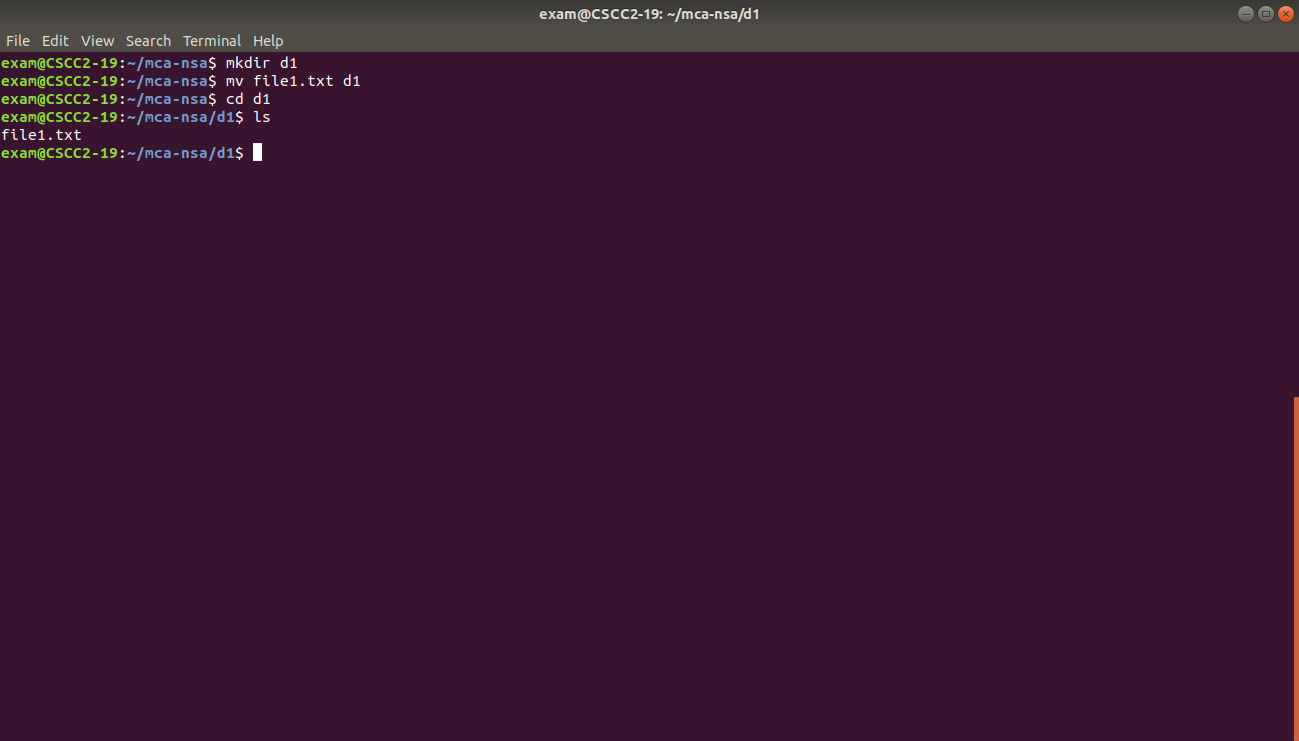 exam@CSCC2-19: ~/mca-nsa/d1
File Edit View Search Terminal Help
exam@CSCC2-19:~/mca-nsa$ mkdir d1
exam@CSCC2-19:~/mca-nsa$ mv file1.txt d1
exam@CSCC2-19:~/mca-nsa$ cd d1
exam@CSCC2-19:~/mca-nsa/d1$ ls
file1.txt
exam@CSCC2-19:~/mca-nsa/d1$